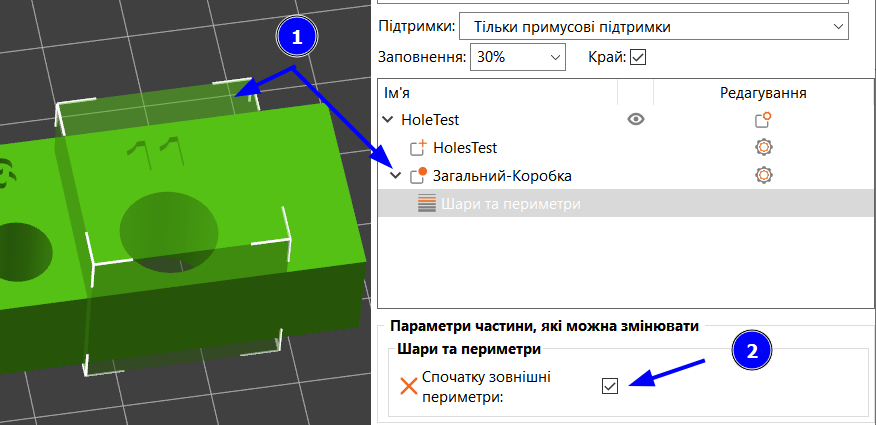 1
11
Підтримки: Тільки примусові підтримки
Заповнення: 30% Край:
Ім'я Редагування
HoleTest
HolesTest
Загальний-Коробка
Шари та периметри
Параметри частини, які можна змінювати
Шари та периметри
2
Спочатку зовнішні
периметри: